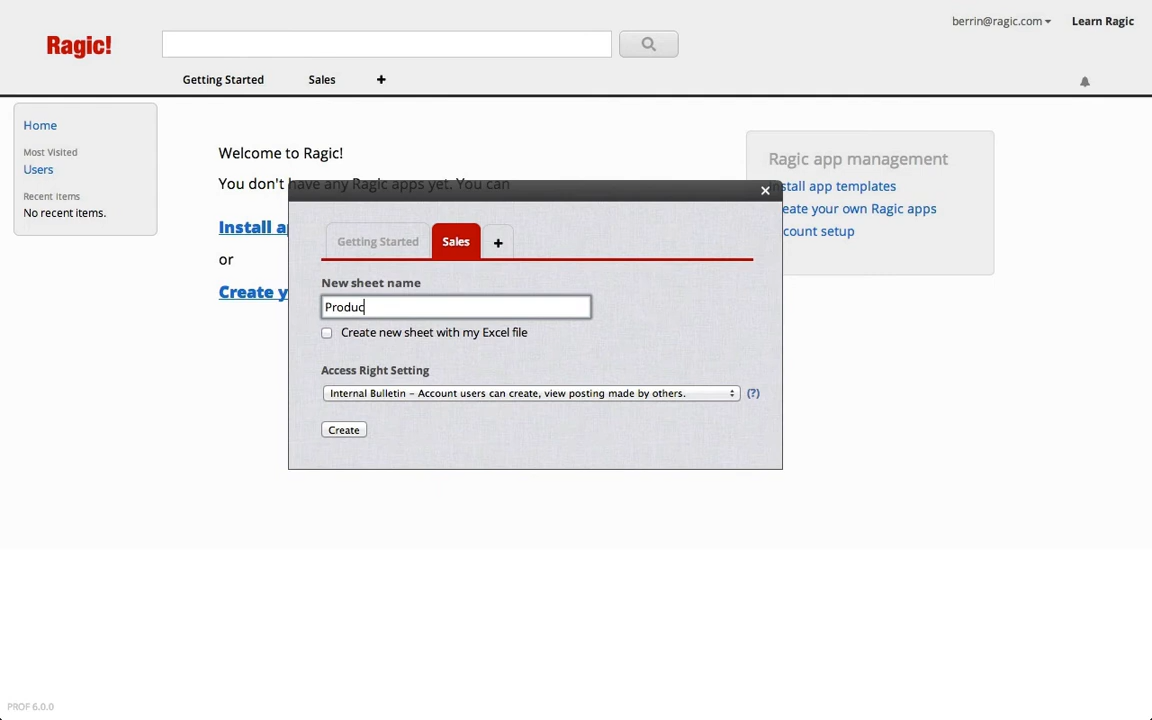 berrin@ragic.com
Learn Ragic
Ragic!
Getting Started
Sales
+
Home
Most Visited
Users
Recent Items
No recent items.
Welcome to Ragic!
You don't have any Ragic apps yet. You can
Install a
or
Create y
Ragic app management
nstall app templates
eate your own Ragic apps
count setup
×
Getting Started
Sales
+
New sheet name
Produc
Create new sheet with my Excel file
Access Right Setting
Internal Bulletin – Account users can create, view posting made by others.
(?)
Create
PROF 6.0.0